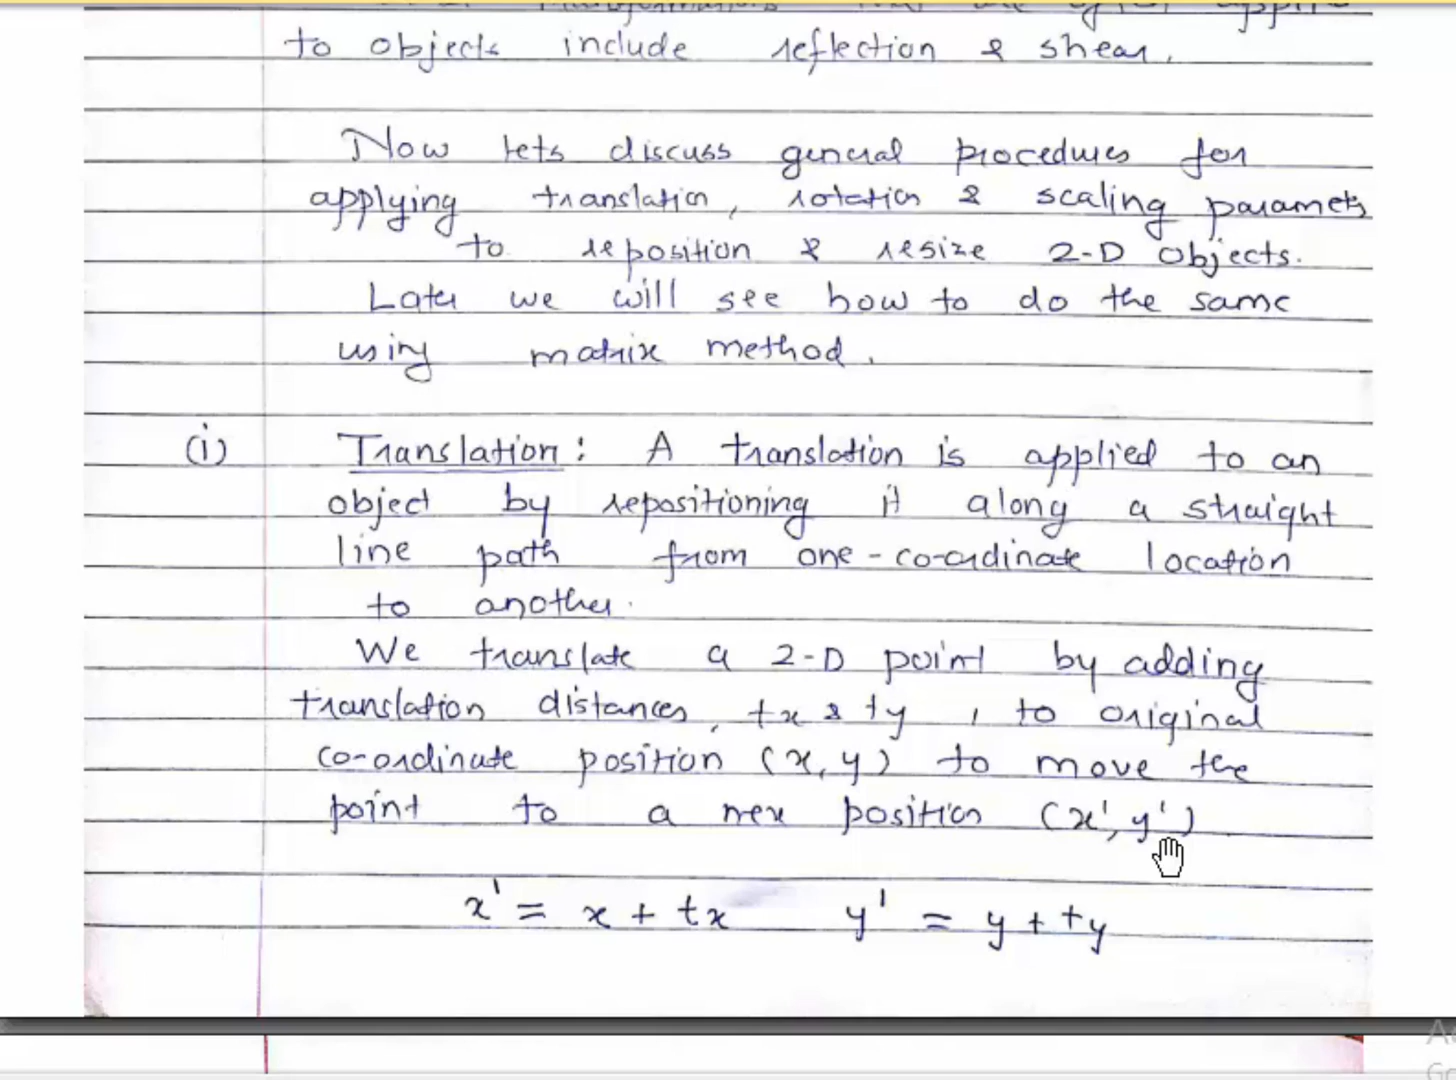 to objects include reflection & shear.
Now lets discuss general procedures for
applying translation, rotation & scaling paramets
to reposition & resize 2-D objects.
Later we will see how to do the same
using matrix method.
(i) Translation: A translation is applied to an
object by repositioning it along a straight
line path from one-co-ordinate location
to another.
We translate a 2-D point by adding
translation distances, tx & ty, to original
co-ordinate position (x, y) to move the
point to a new position (x', y')
x' = x + tx y' = y + ty